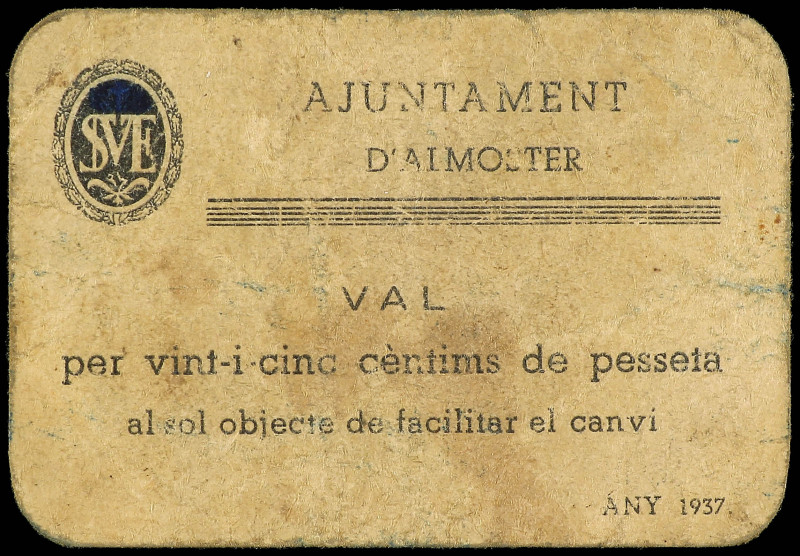 SVE
AJUNTAMENT
D'ALMOSTER
VAL
per vint-i-cinc cèntims de pesseta
al sol objecte de facilitar el canvi
ANY 1937